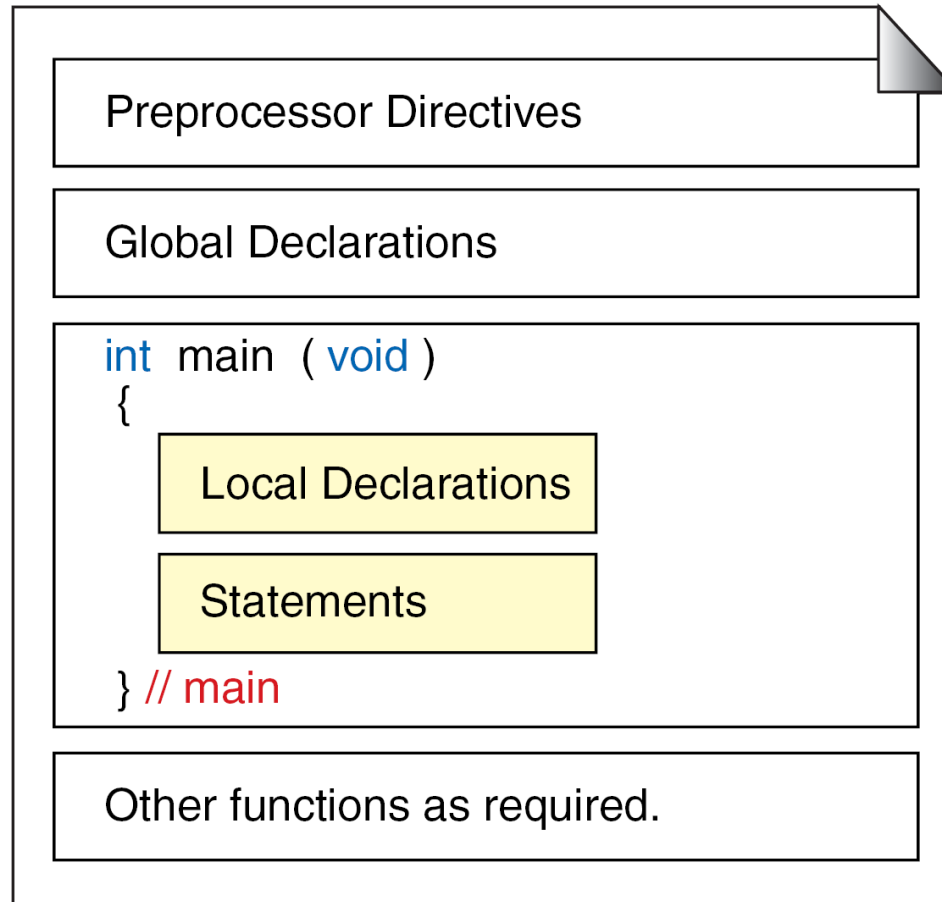 Preprocessor Directives
Global Declarations
int main ( void )
{
Local Declarations
Statements
} // main
Other functions as required.